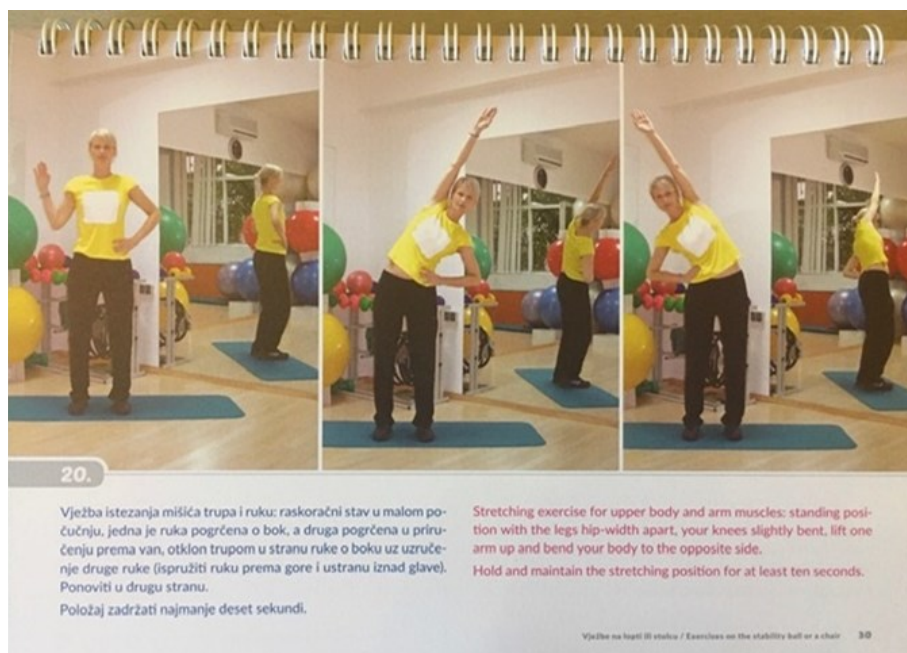 20.
Vježba istezanja mišića trupa i ruku: raskoračni stav u malom po-
čučnju, jedna je ruka pogrčena o bok, a druga pogrčena u priru-
čenju prema van, otklon trupom u stranu ruke o boku uz uzruče-
nje druge ruke (ispružiti ruku prema gore i ustranu iznad glave).
Ponoviti u drugu stranu.
Položaj zadržati najmanje deset sekundi.
Stretching exercise for upper body and arm muscles: standing posi-
tion with the legs hip-width apart, your knees slightly bent, lift one
arm up and bend your body to the opposite side.
Hold and maintain the stretching position for at least ten seconds.
Vježbe na lopti ili stolcu / Exercises on the stability ball or a chair 30